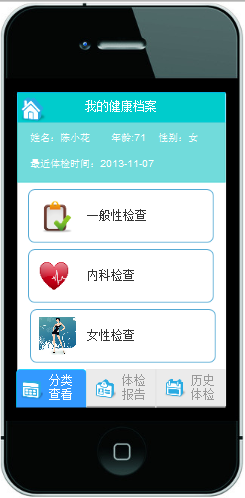 我的健康档案
姓名：陈小花 年龄:71 性别：女
最近体检时间：2013-11-07
一般性检查
内科检查
女性检查
分类 体检 历史
查看 报告 体检